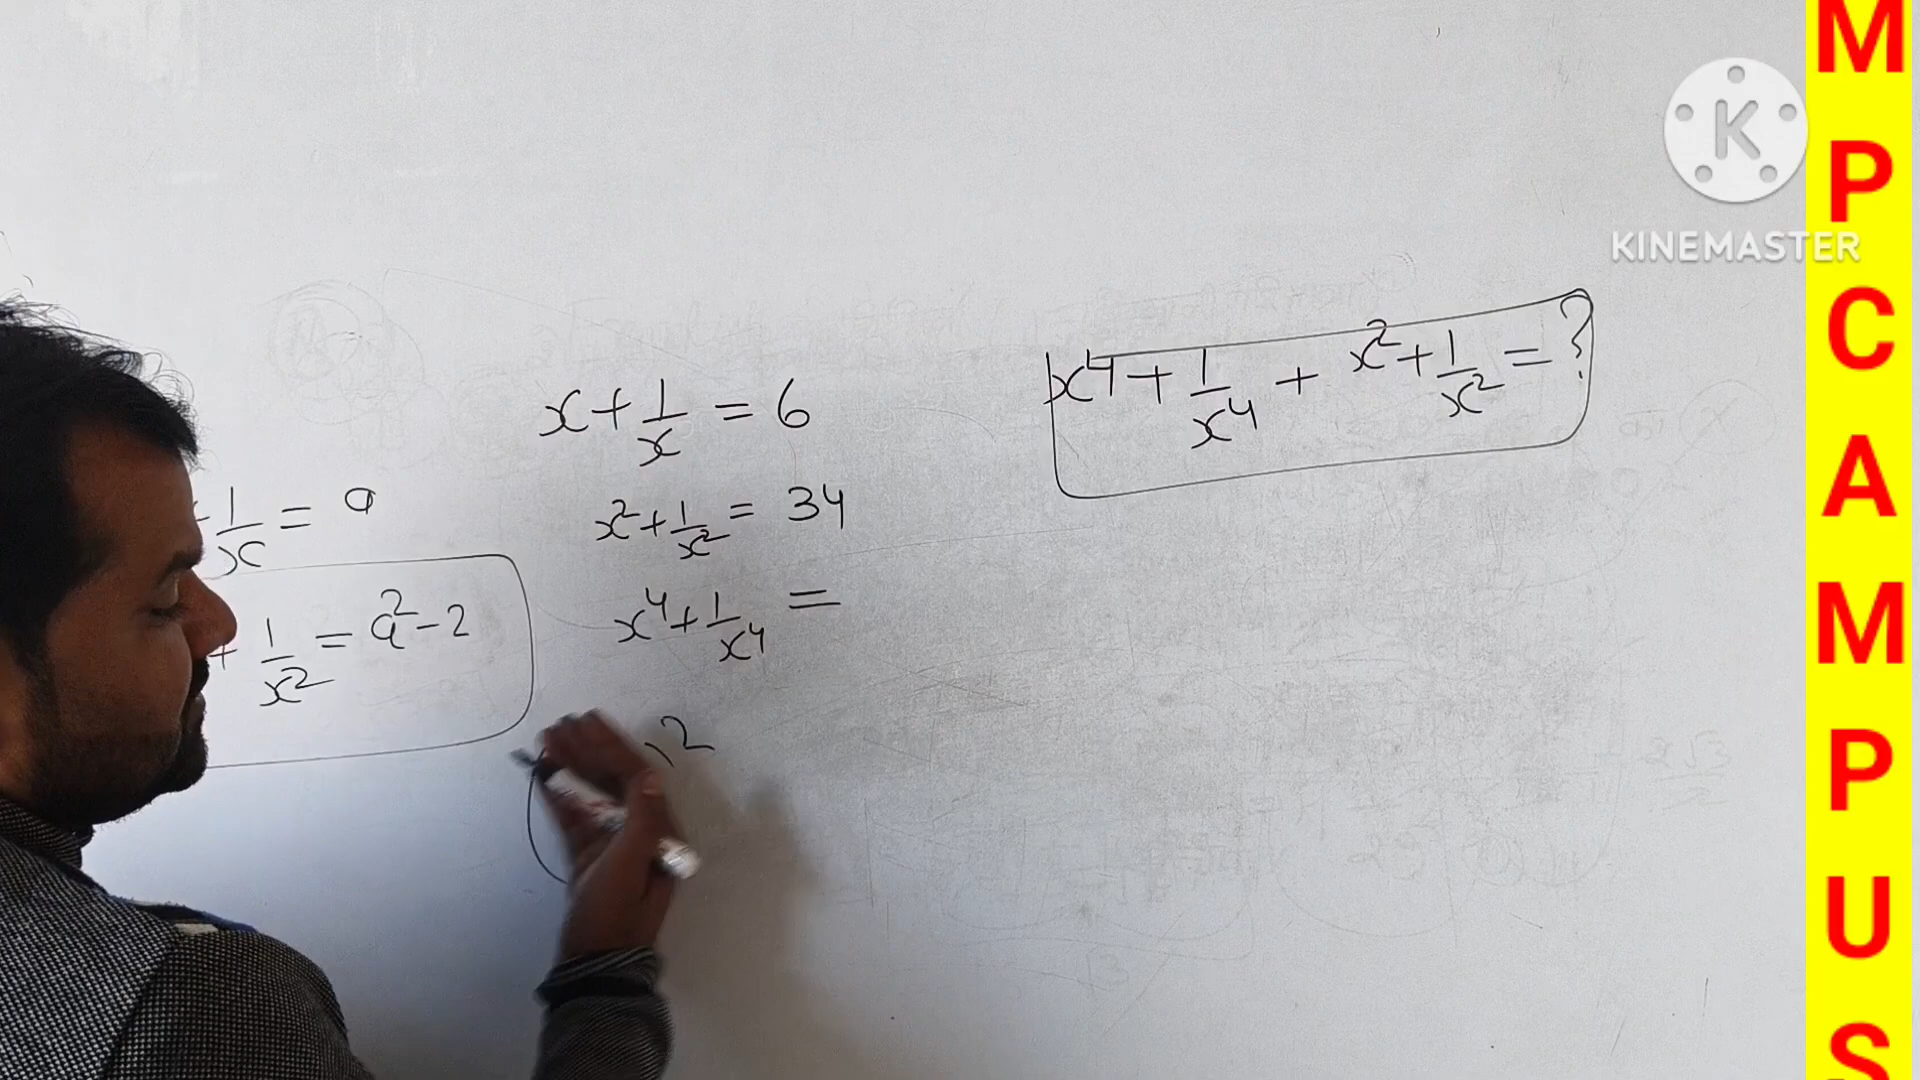 x + 1/x = 6
x² + 1/x² = 34
x⁴ + 1/x⁴ =
x⁴ + 1/x⁴ + x² + 1/x² = ?
+ 1/x = a
+ 1/x² = a² - 2
2
K
KINEMASTER
M
P
C
A
M
P
U
S